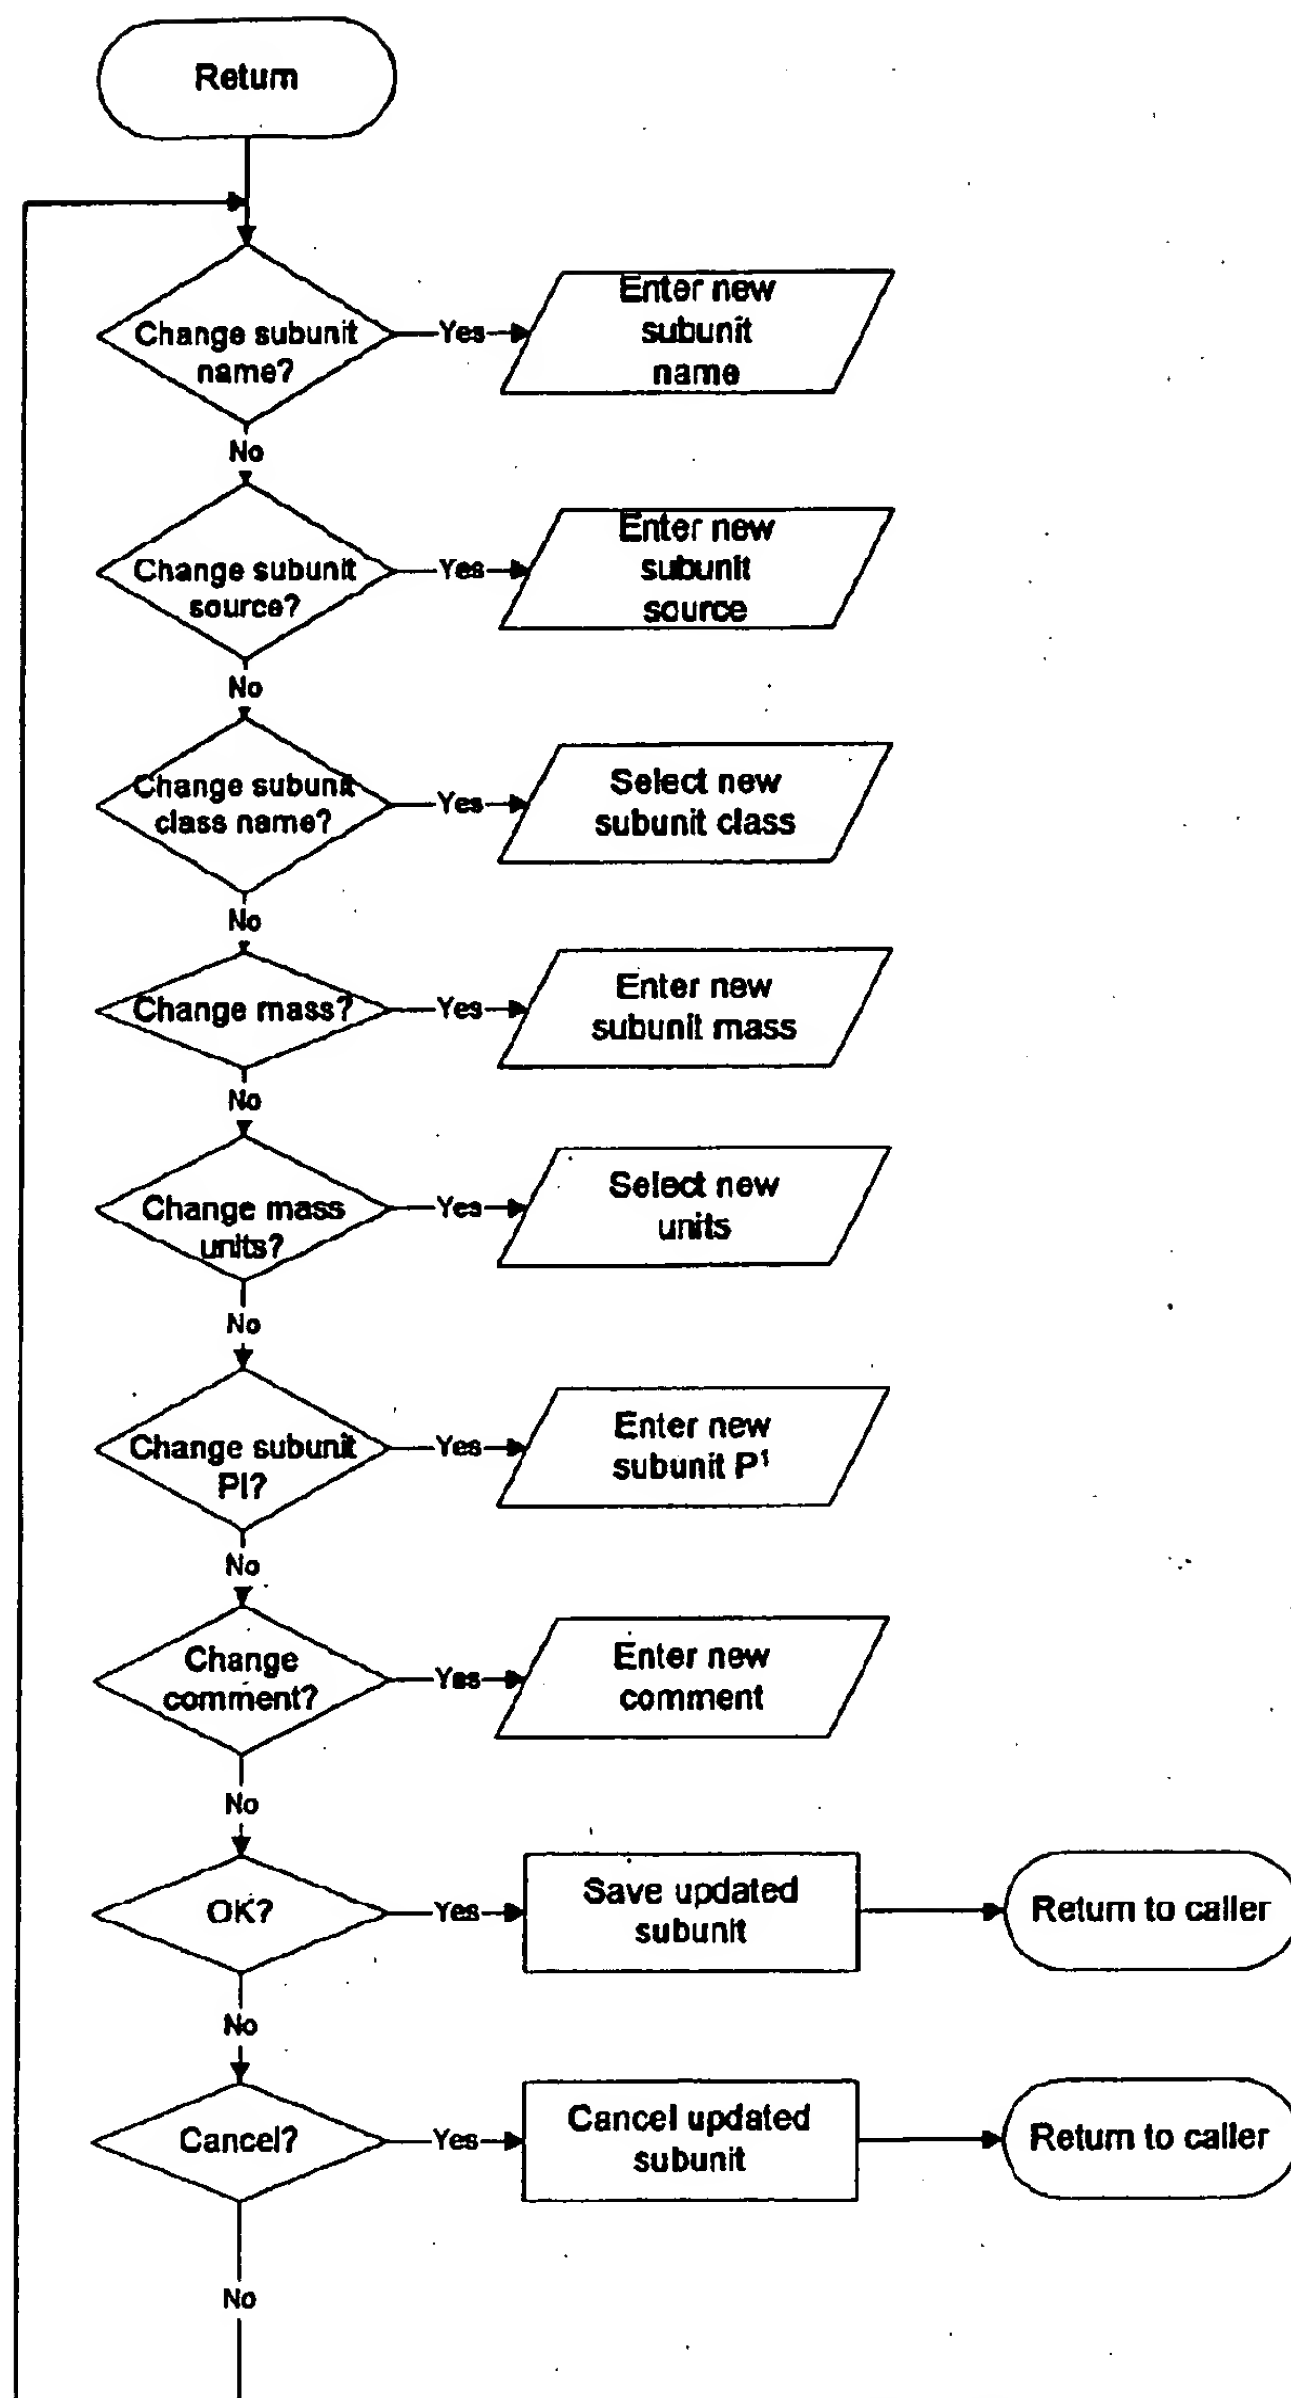 Return
Change subunit
name?
Yes
Enter new
subunit
name
No
Change subunit
source?
Yes
Enter new
subunit
source
No
Change subunit
class name?
Yes
Select new
subunit class
No
Change mass?
Yes
Enter new
subunit mass
No
Change mass
units?
Yes
Select new
units
No
Change subunit
PI?
Yes
Enter new
subunit P¹
No
Change
comment?
Yes
Enter new
comment
No
OK?
Yes
Save updated
subunit
Return to caller
No
Cancel?
Yes
Cancel updated
subunit
Return to caller
No